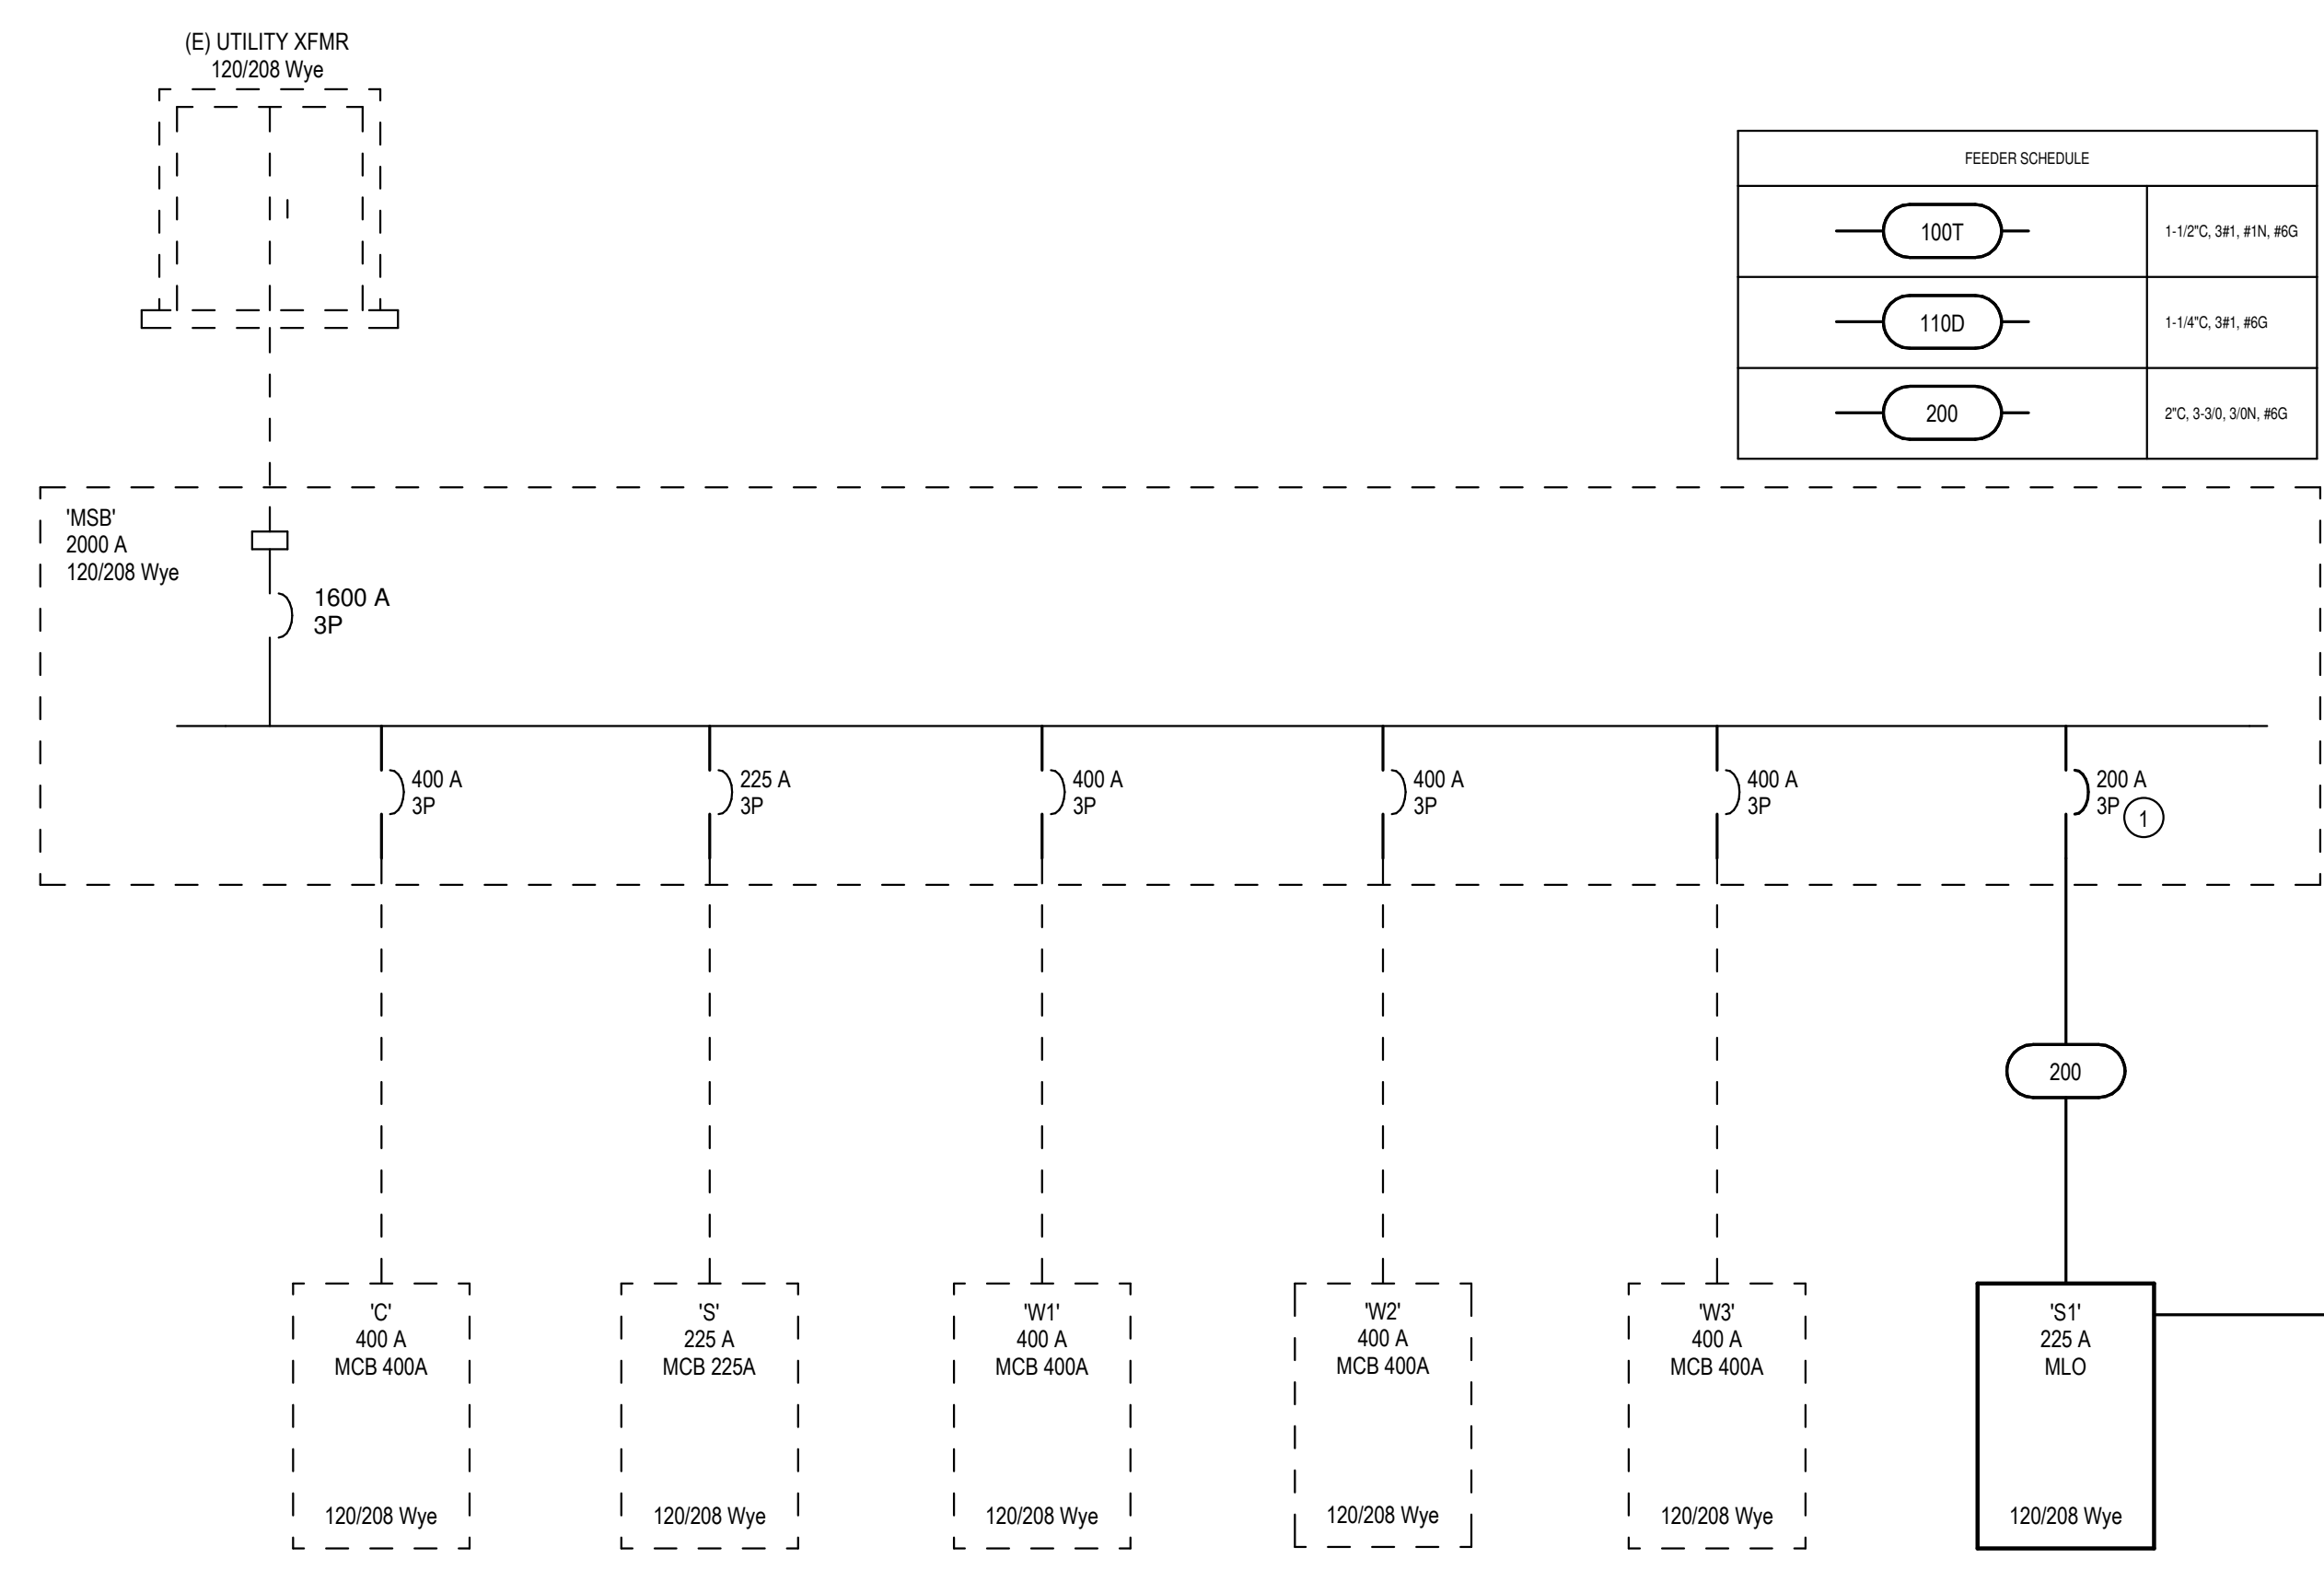 (E) UTILITY XFMR
120/208 Wye
FEEDER SCHEDULE
100T
1-1/2"C, 3#1, #1N, #6G
110D
1-1/4"C, 3#1, #6G
200
2"C, 3-3/0, 3/0N, #6G
'MSB'
2000 A
120/208 Wye
1600 A
3P
400 A
3P
225 A
3P
400 A
3P
400 A
3P
400 A
3P
200 A
3P
1
200
'C'
400 A
MCB 400A
120/208 Wye
'S'
225 A
MCB 225A
120/208 Wye
'W1'
400 A
MCB 400A
120/208 Wye
'W2'
400 A
MCB 400A
120/208 Wye
'W3'
400 A
MCB 400A
120/208 Wye
'S1'
225 A
MLO
120/208 Wye